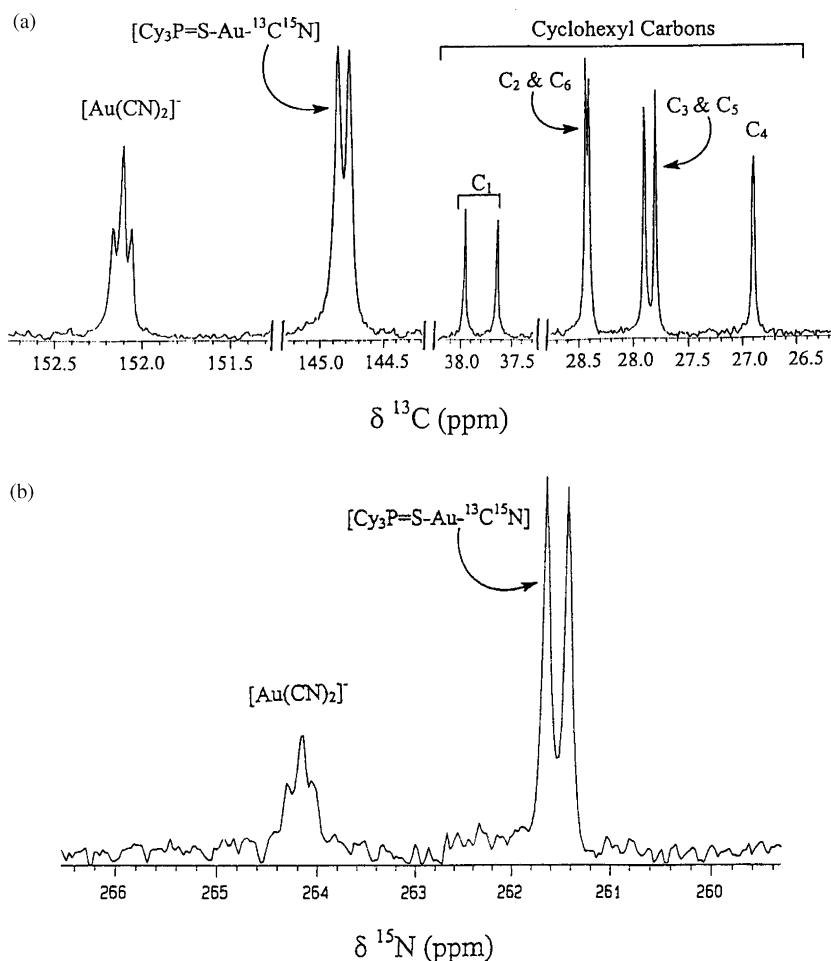 (a)
[Cy₃P=S-Au-¹³C¹⁵N]
Cyclohexyl Carbons
[Au(CN)₂]⁻
C₂ & C₆
C₃ & C₅
C₄
C₁
152.5 152.0 151.5 145.0 144.5 38.0 37.5 28.5 28.0 27.5 27.0 26.5
δ ¹³C (ppm)
(b)
[Cy₃P=S-Au-¹³C¹⁵N]
[Au(CN)₂]⁻
266 265 264 263 262 261 260
δ ¹⁵N (ppm)